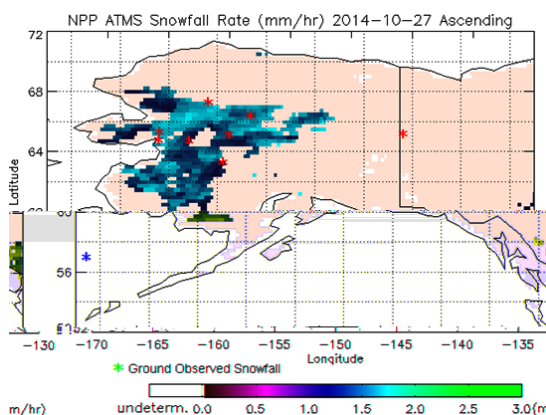 NPP ATMS Snowfall Rate (mm/hr) 2014-10-27 Ascending
72
68
64
Latitude
Latitude
56
-130 -170 -165 -160 -155 -150 -145 -140 -135
Longitude
* Ground Observed Snowfall
m/hr) undeterm. 0.0 0.5 1.0 1.5 2.0 2.5 3.0 (m